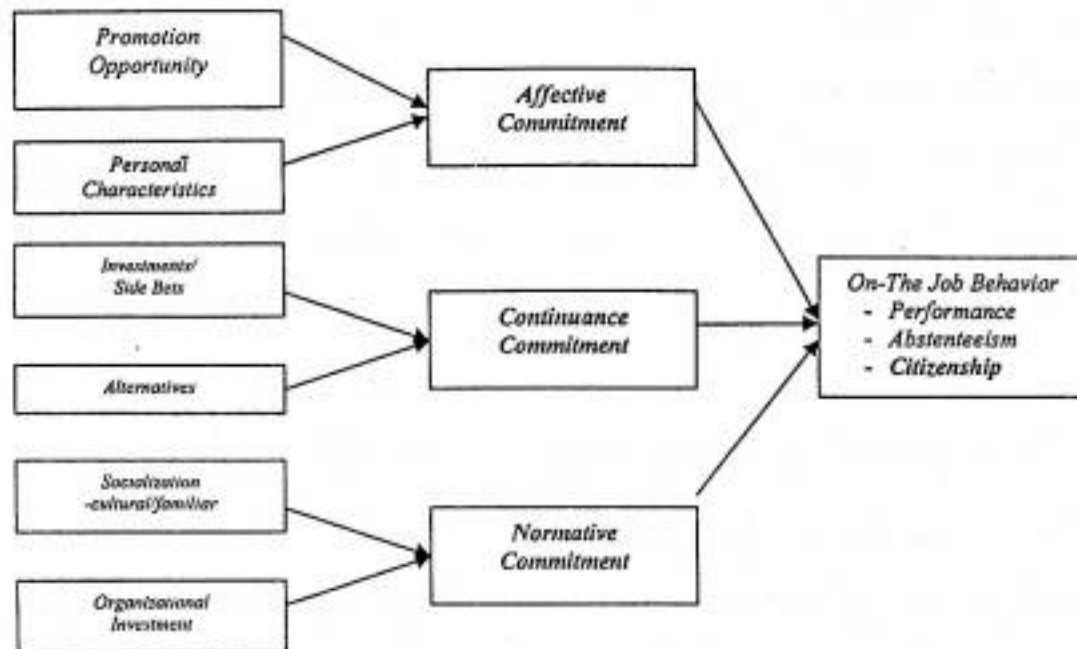 Promotion
Opportunity
Personal
Characteristics
Investments/
Side Bets
Alternatives
Socialization
-cultural/familiar
Organizational
Investment
Affective
Commitment
Continuance
Commitment
Normative
Commitment
On-The Job Behavior
- Performance
- Abstenteeism
- Citizenship